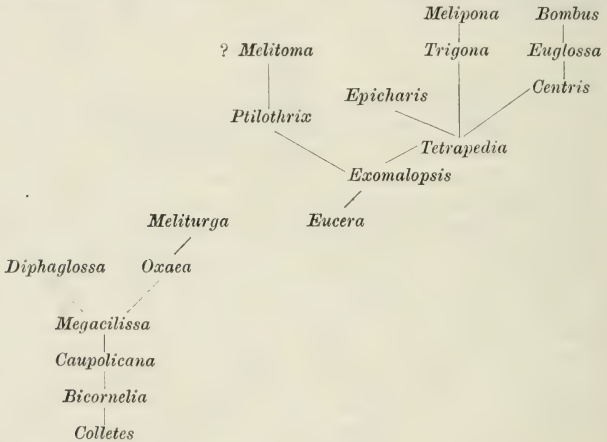 Melipona Bombus
? Melitoma Trigona Euglossa
Epicharis Centris
Ptilothrix
Tetrapedia
Exomalopsis
Meliturga Eucera
Diphaglossa Oxaea
Megacilissa
Caupolicana
Bicornelia
Colletes